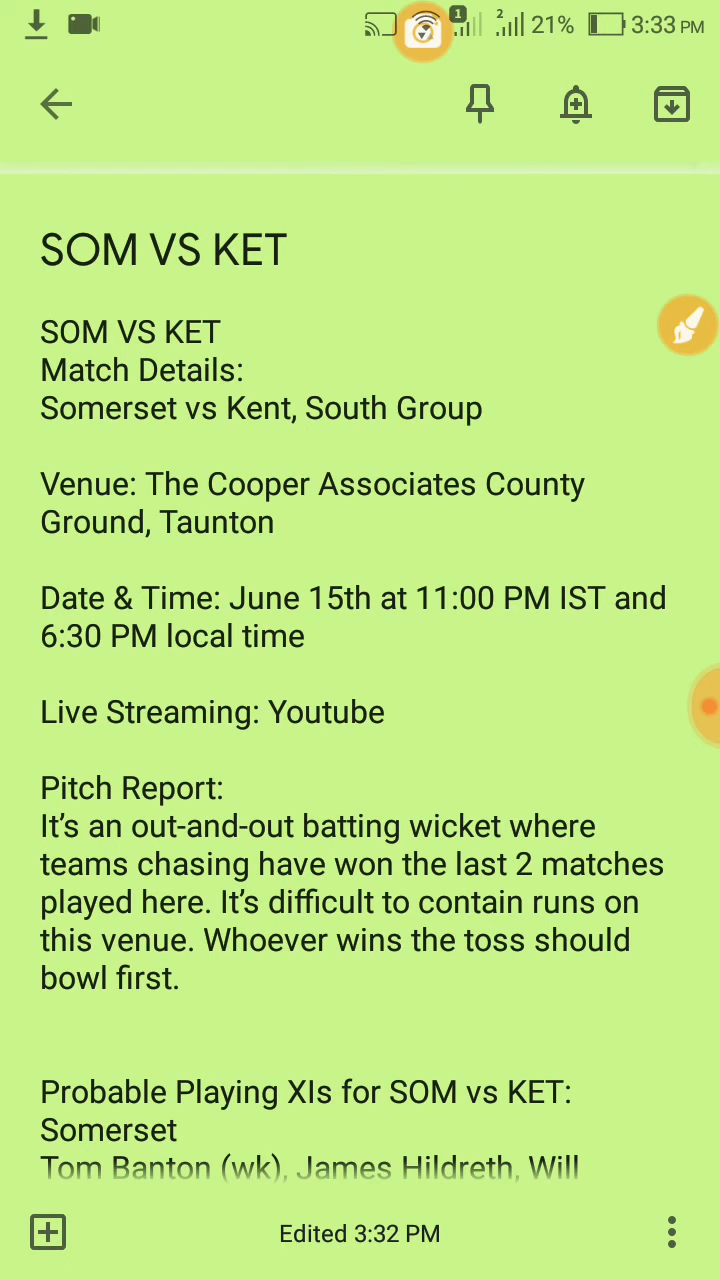 1 2 21% 3:33 PM
SOM VS KET
SOM VS KET
Match Details:
Somerset vs Kent, South Group
Venue: The Cooper Associates County
Ground, Taunton
Date & Time: June 15th at 11:00 PM IST and
6:30 PM local time
Live Streaming: Youtube
Pitch Report:
It’s an out-and-out batting wicket where
teams chasing have won the last 2 matches
played here. It’s difficult to contain runs on
this venue. Whoever wins the toss should
bowl first.
Probable Playing XIs for SOM vs KET:
Somerset
Tom Banton (wk), James Hildreth, Will
Edited 3:32 PM